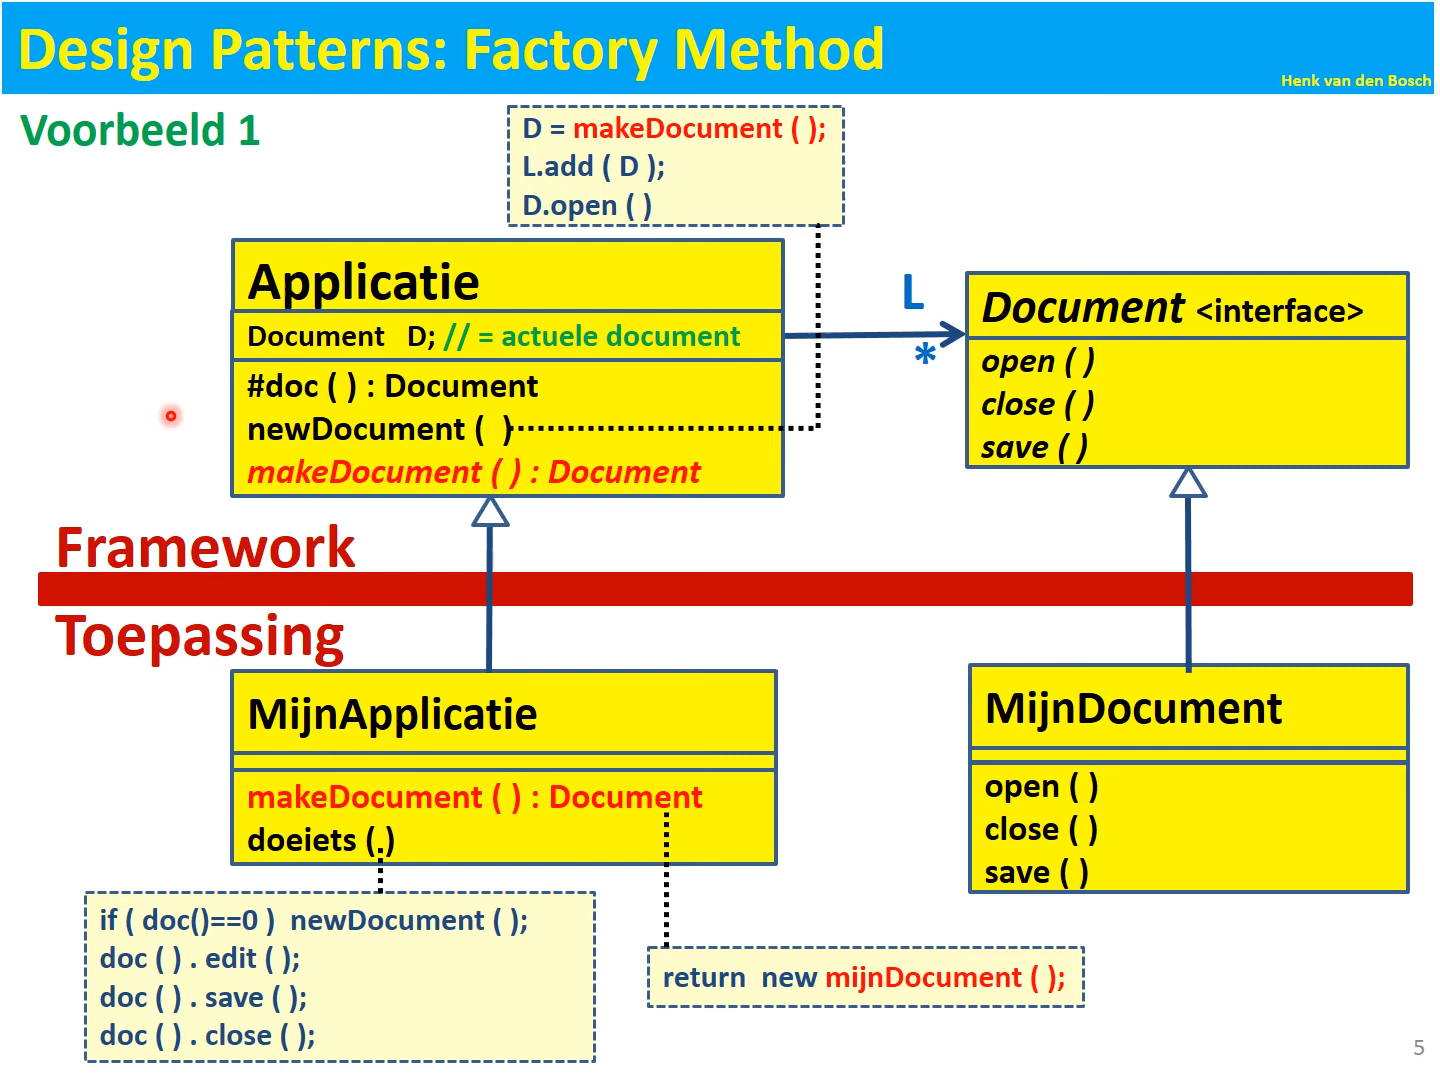 Design Patterns: Factory Method
Henk van den Bosch
Voorbeeld 1
D = makeDocument ( );
L.add ( D );
D.open ( )
Applicatie
Document D; // = actuele document
#doc ( ) : Document
newDocument ( )
makeDocument ( ) : Document
L
*
Document <interface>
open ( )
close ( )
save ( )
Framework
Toepassing
MijnApplicatie
makeDocument ( ) : Document
doeiets ( )
MijnDocument
open ( )
close ( )
save ( )
if ( doc()==0 ) newDocument ( );
doc ( ) . edit ( );
doc ( ) . save ( );
doc ( ) . close ( );
return new mijnDocument ( );
5